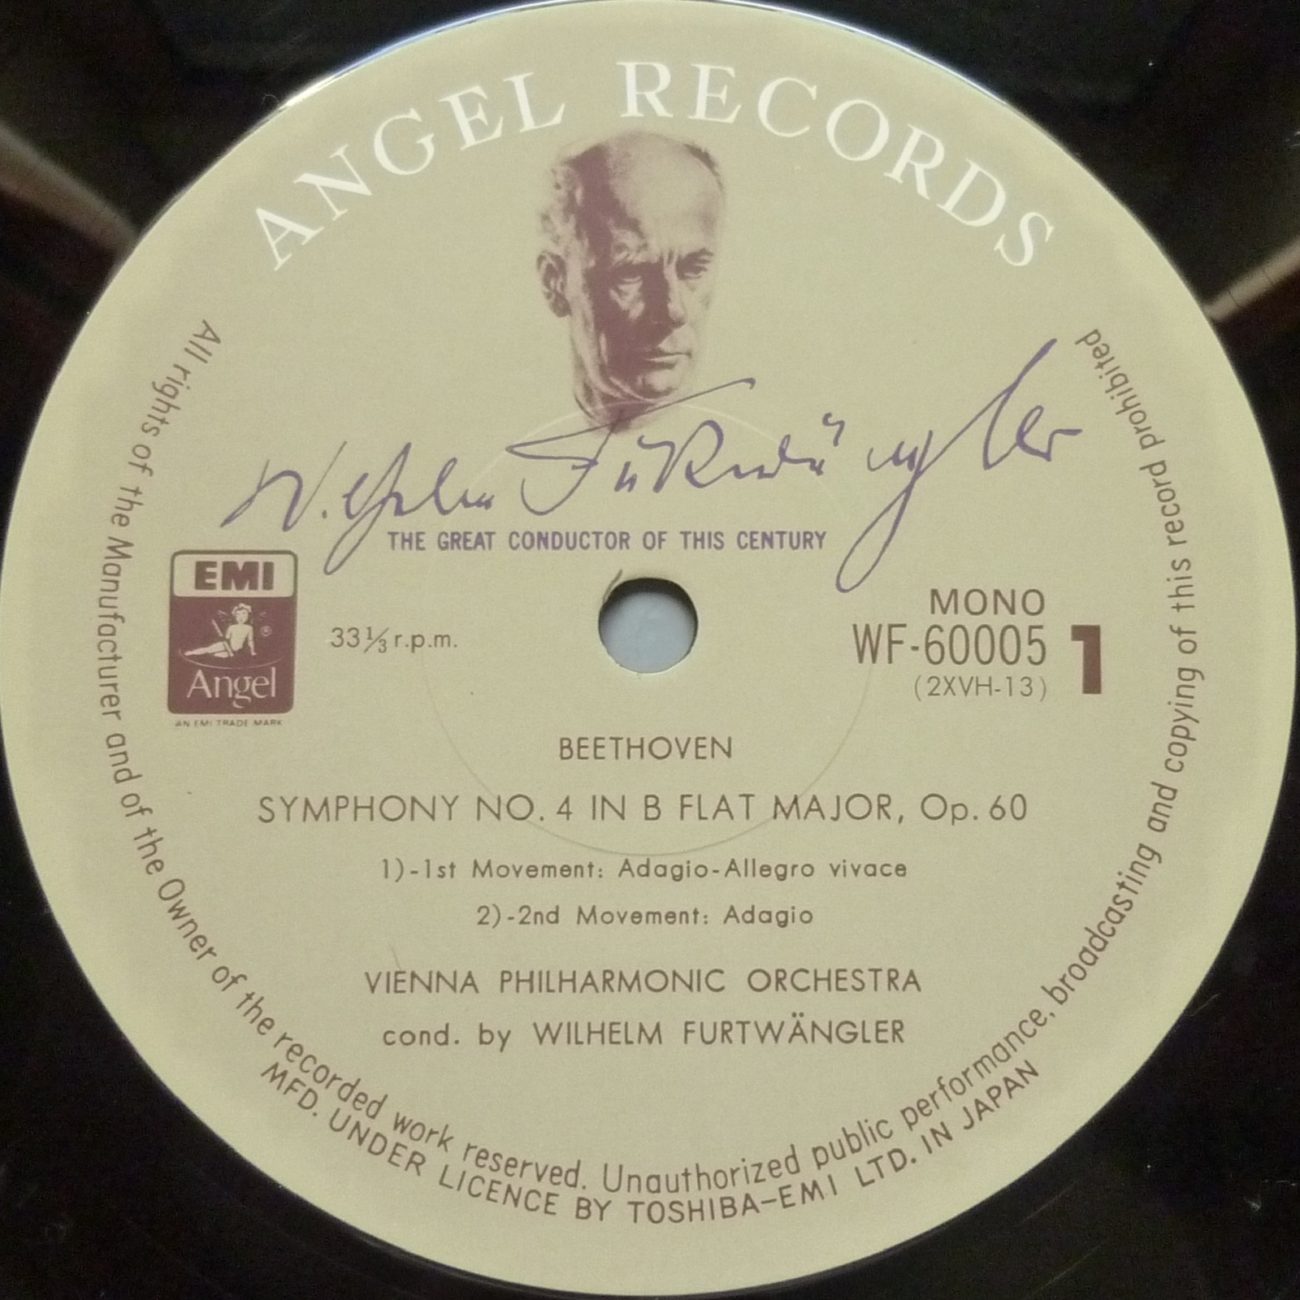 ANGEL RECORDS
Wilhelm Furtwängler
THE GREAT CONDUCTOR OF THIS CENTURY
EMI
®
Angel
AN EMI TRADE MARK
33⅓ r.p.m.
MONO
WF-60005
(2XVH-13)
1
BEETHOVEN
SYMPHONY NO. 4 IN B FLAT MAJOR, Op. 60
1)-1st Movement: Adagio-Allegro vivace
2)-2nd Movement: Adagio
VIENNA PHILHARMONIC ORCHESTRA
cond. by WILHELM FURTWÄNGLER
All rights of the Manufacturer and of the Owner of the recorded work reserved. Unauthorized public performance, broadcasting and copying of this record prohibited
MFD. UNDER LICENCE BY TOSHIBA-EMI LTD. IN JAPAN